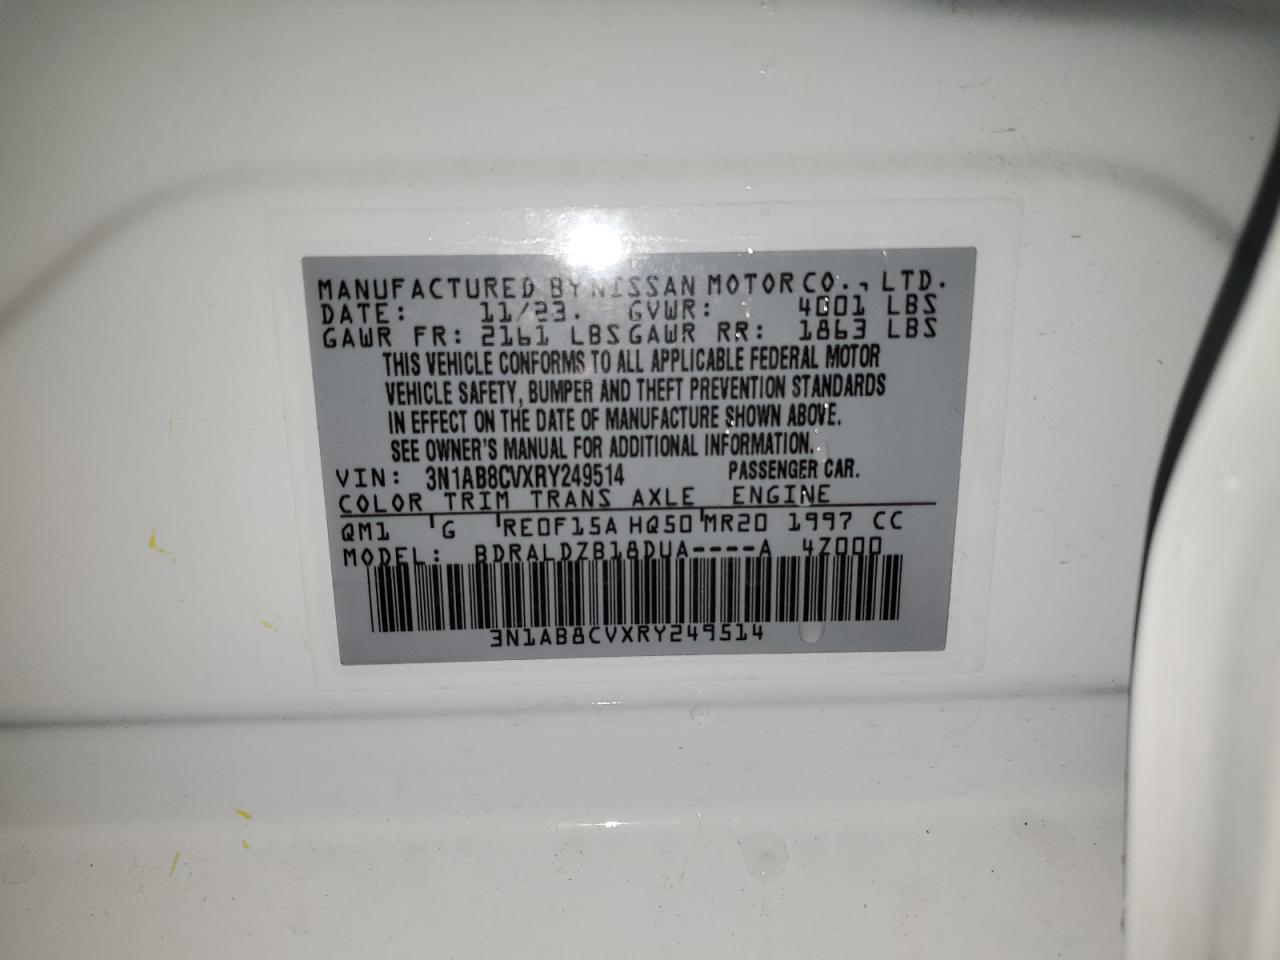 MANUFACTURED BY NISSAN MOTOR CO., LTD.
DATE: 11/23. GVWR: 4001 LBS
GAWR FR: 2161 LBS GAWR RR: 1863 LBS
THIS VEHICLE CONFORMS TO ALL APPLICABLE FEDERAL MOTOR
VEHICLE SAFETY, BUMPER AND THEFT PREVENTION STANDARDS
IN EFFECT ON THE DATE OF MANUFACTURE SHOWN ABOVE.
SEE OWNER'S MANUAL FOR ADDITIONAL INFORMATION.
VIN: 3N1AB8CVXRY249514 PASSENGER CAR.
COLOR TRIM TRANS AXLE ENGINE
QM1 G RE0F15A HQ50 MR20 1997 CC
MODEL: BDRALDZB18DUA----A 4Z000
3N1AB8CVXRY249514